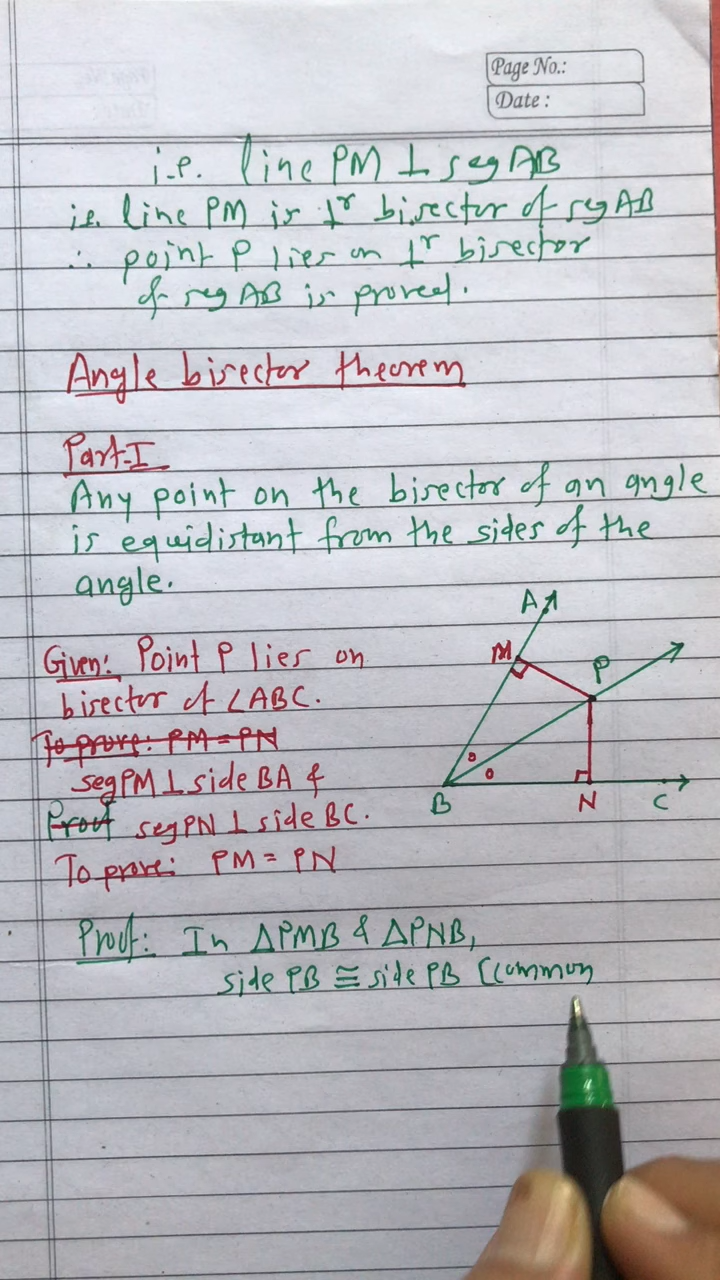 Page No.:
Date :
i.e. line PM ⊥ seg AB
i.e. line PM is ⊥r bisector of seg AB
∴ point P lies on ⊥r bisector
of seg AB is proved.
Angle bisector theorem
Part-I
Any point on the bisector of an angle
is equidistant from the sides of the
angle.
Given: Point P lies on
bisector of ∠ABC.
To prove: PM = PN
seg PM ⊥ side BA &
Proof seg PN ⊥ side BC.
To prove: PM = PN
A
M
P
B
N
C
Proof: In ΔPMB & ΔPNB,
side PB ≅ side PB [common